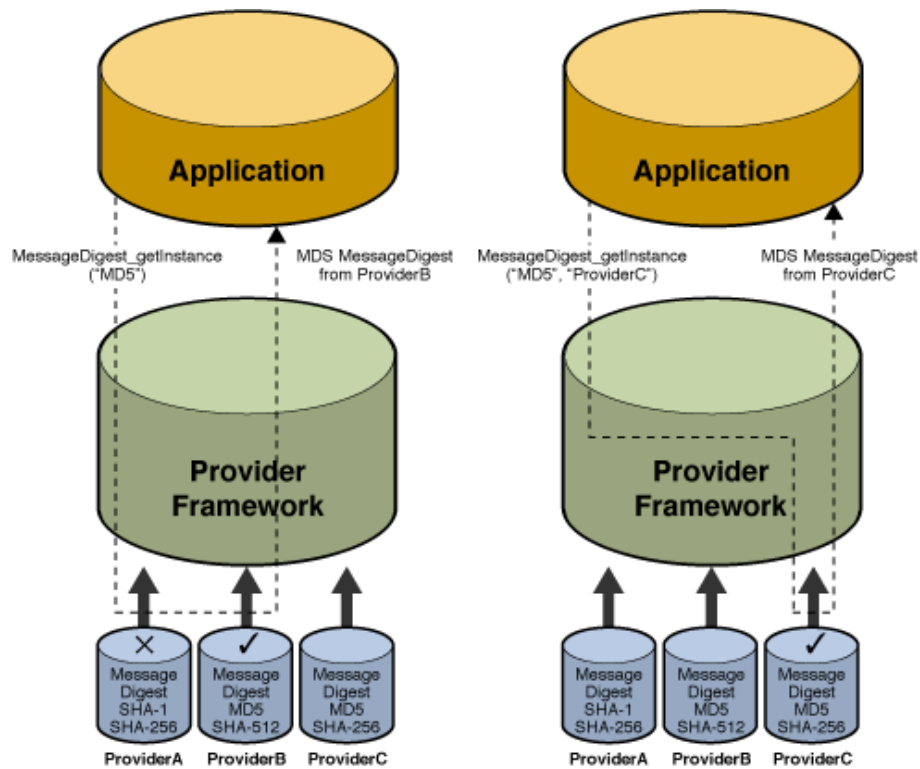 Application
MessageDigest_getInstance
("MD5")
MDS MessageDigest
from ProviderB
Provider
Framework
Message
Digest
SHA-1
SHA-256
ProviderA
Message
Digest
MD5
SHA-512
ProviderB
Message
Digest
MD5
SHA-256
ProviderC
Application
MessageDigest_getInstance
("MD5", "ProviderC")
MDS MessageDigest
from ProviderC
Provider
Framework
Message
Digest
SHA-1
SHA-256
ProviderA
Message
Digest
MD5
SHA-512
ProviderB
Message
Digest
MD5
SHA-256
ProviderC